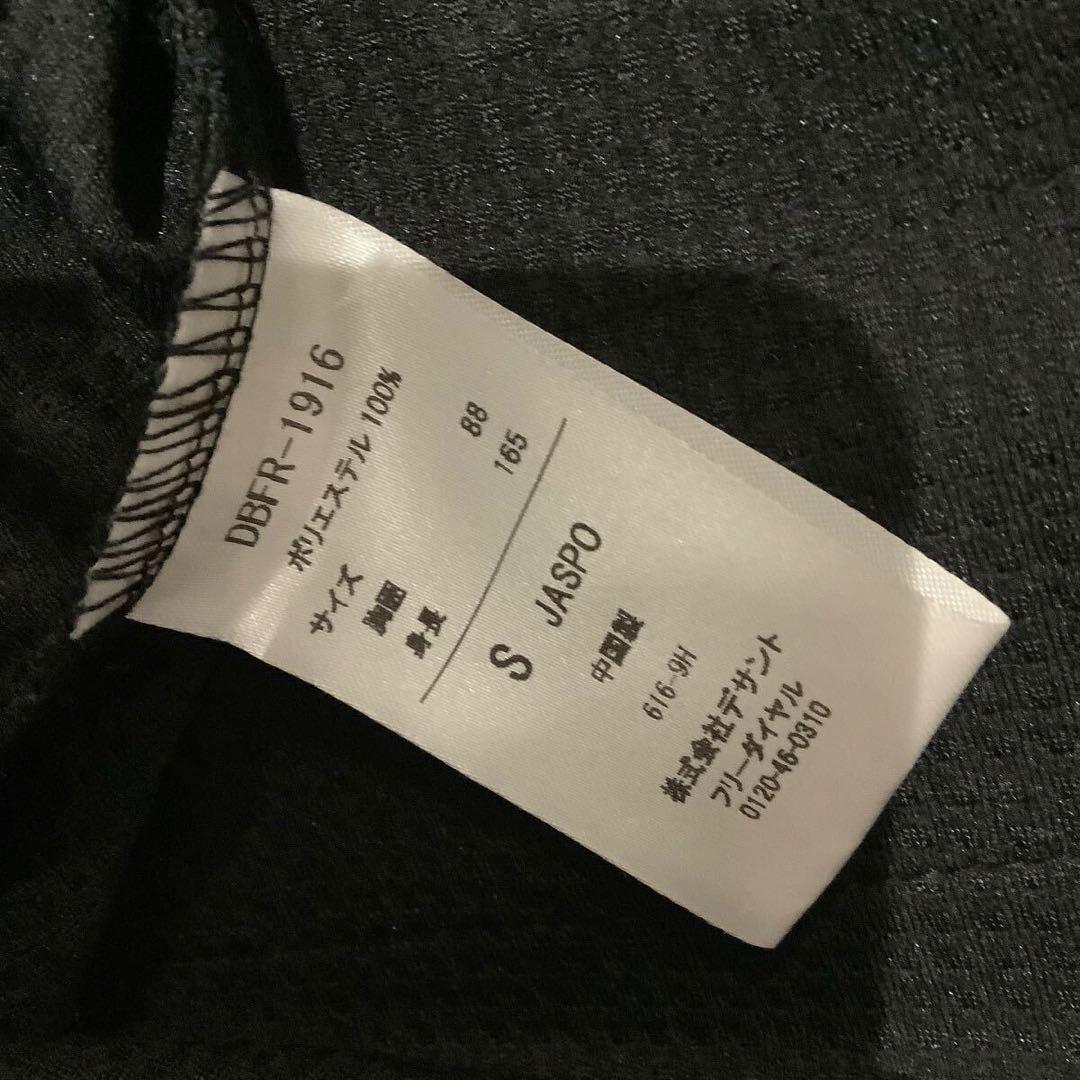 DBFR-1916
ポリエステル 100%
サイズ
胸囲 88
身長 165
S JASPO
中国製
616-9H
株式会社デサント
フリーダイヤル
0120-46-0310